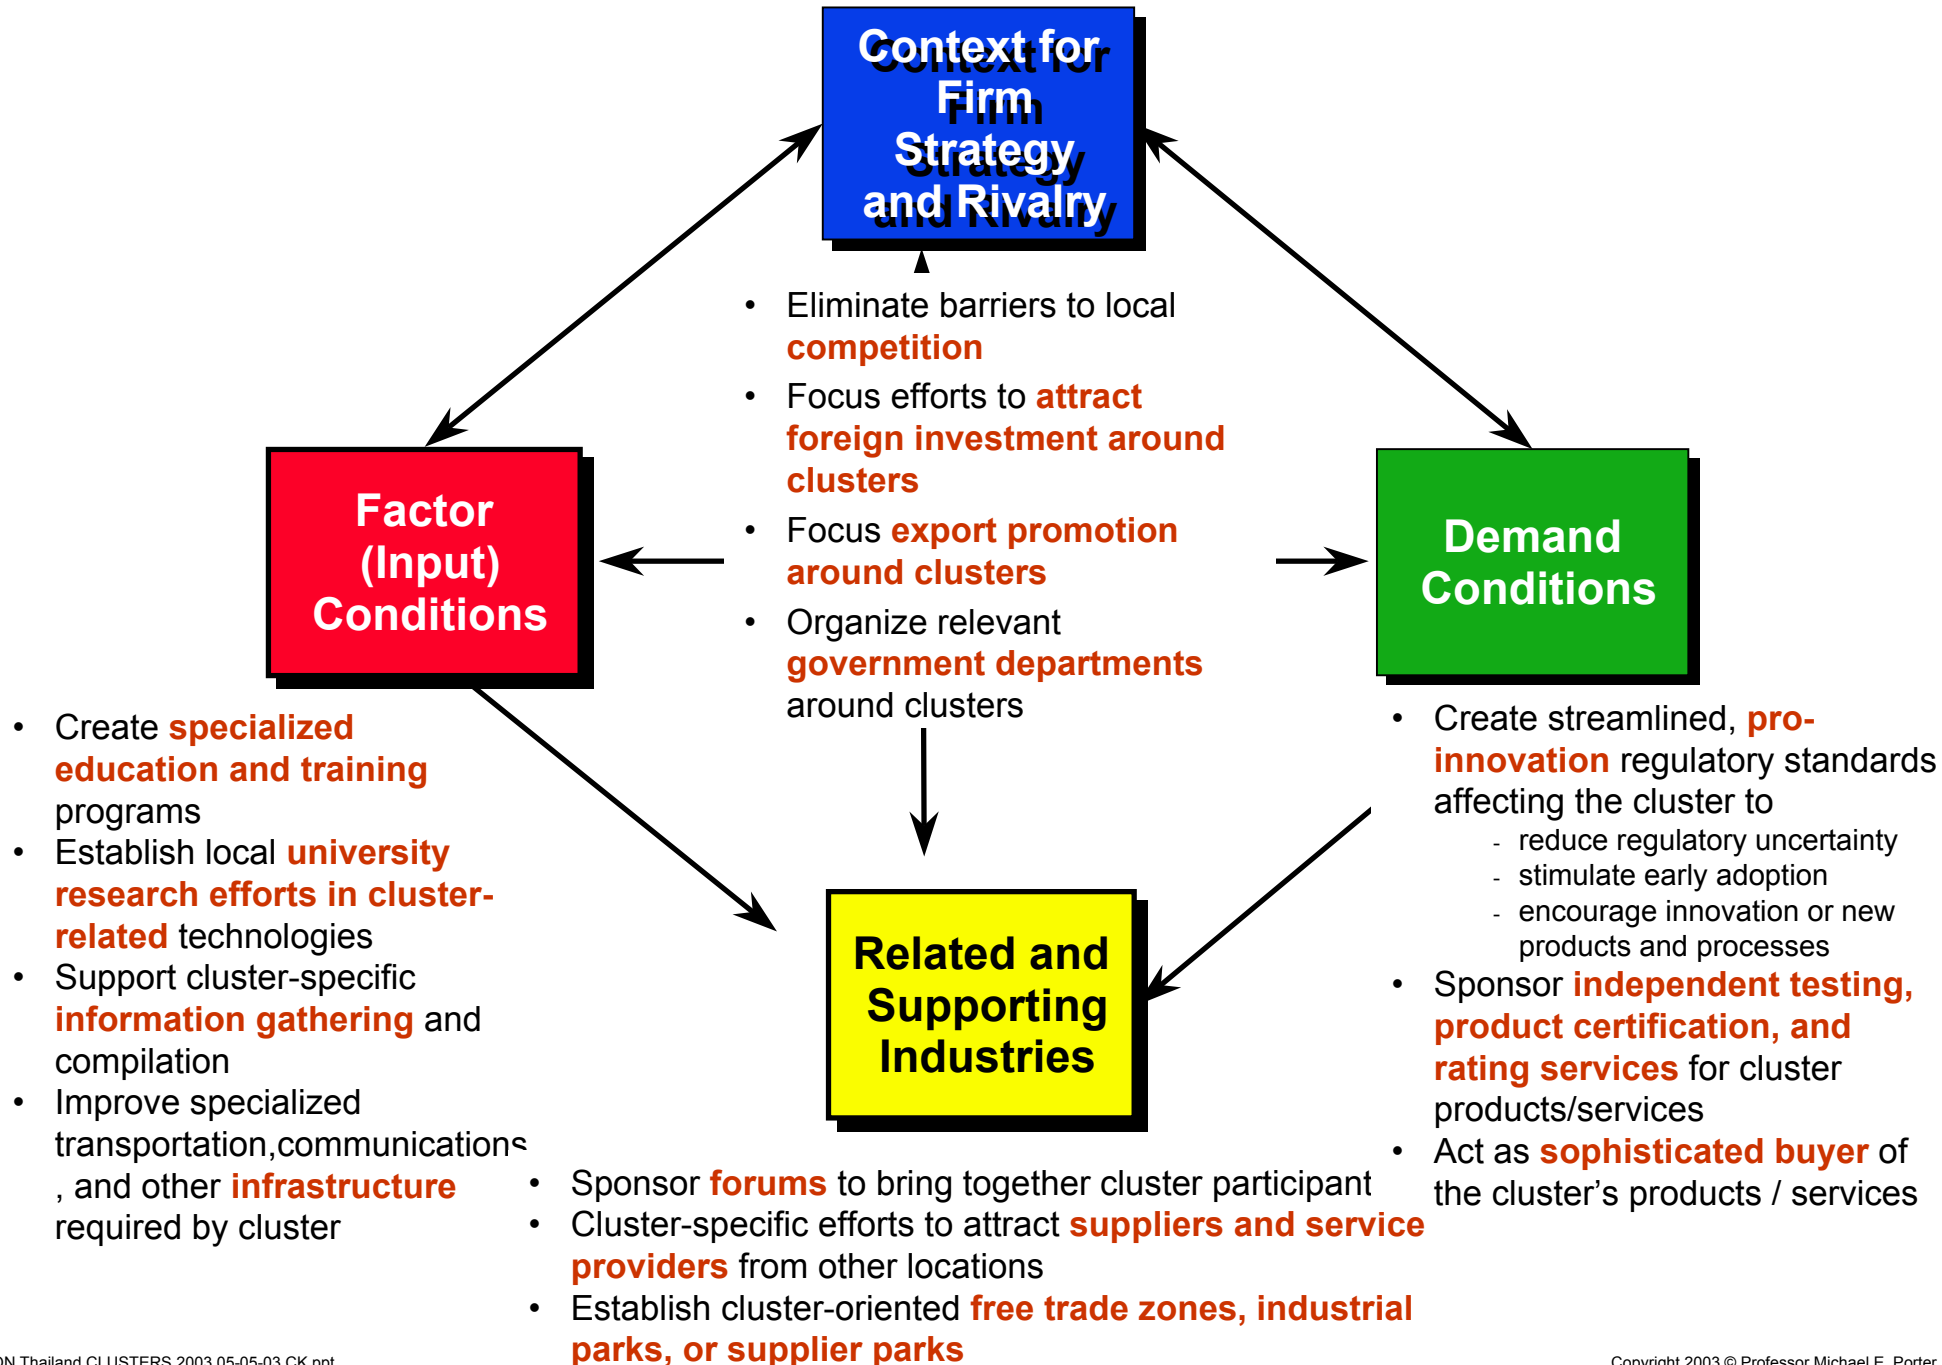 Context for
Firm
Strategy
and Rivalry
• Eliminate barriers to local
competition
• Focus efforts to attract
foreign investment around
clusters
• Focus export promotion
around clusters
• Organize relevant
government departments
around clusters
Factor
(Input)
Conditions
Demand
Conditions
• Create specialized
education and training
programs
• Establish local university
research efforts in cluster-
related technologies
• Support cluster-specific
information gathering and
compilation
• Improve specialized
transportation,communications
, and other infrastructure
required by cluster
• Create streamlined, pro-
innovation regulatory standards
affecting the cluster to
- reduce regulatory uncertainty
- stimulate early adoption
- encourage innovation or new
products and processes
• Sponsor independent testing,
product certification, and
rating services for cluster
products/services
• Act as sophisticated buyer of
the cluster’s products / services
Related and
Supporting
Industries
• Sponsor forums to bring together cluster participant
• Cluster-specific efforts to attract suppliers and service
providers from other locations
• Establish cluster-oriented free trade zones, industrial
parks, or supplier parks
Thailand CLUSTERS 2003 05-05-03 CK.ppt
Copyright 2003 © Professor Michael E. Porter